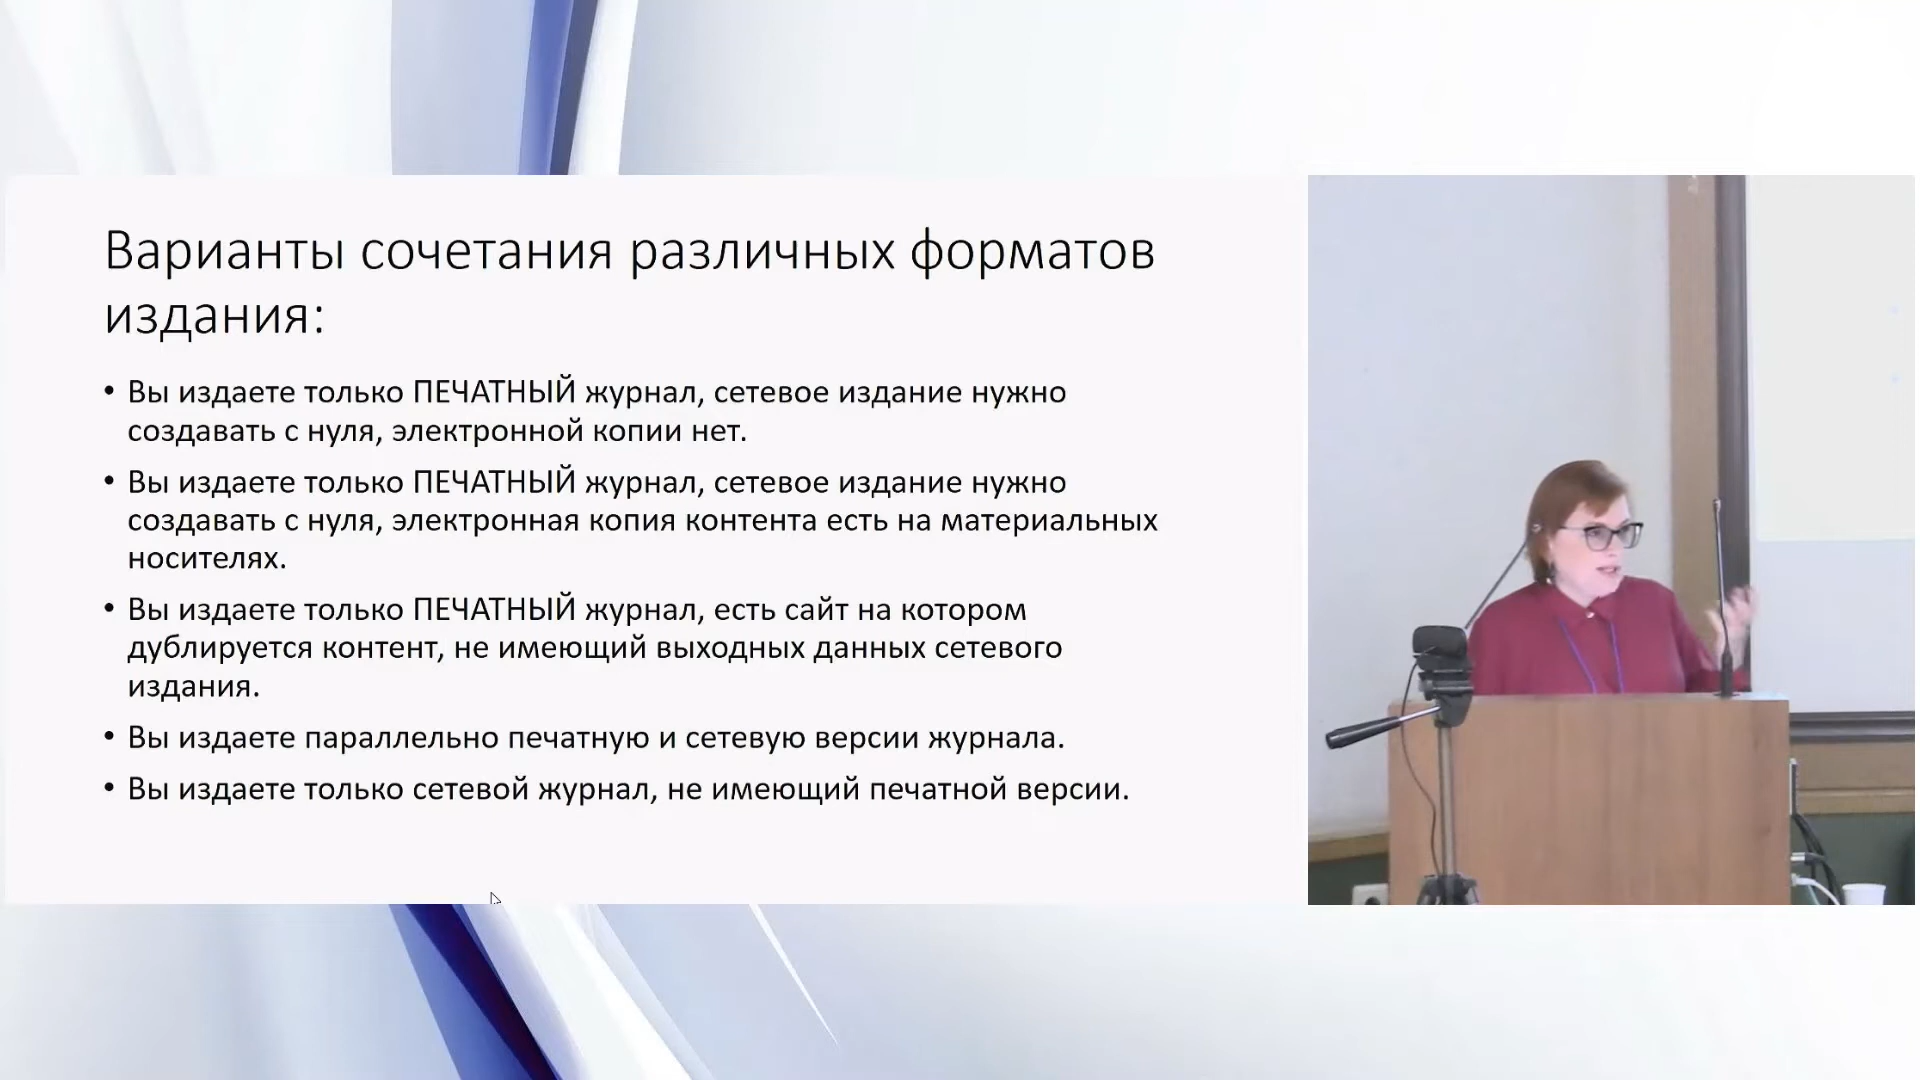 Варианты сочетания различных форматов
издания:
• Вы издаете только ПЕЧАТНЫЙ журнал, сетевое издание нужно
создавать с нуля, электронной копии нет.
• Вы издаете только ПЕЧАТНЫЙ журнал, сетевое издание нужно
создавать с нуля, электронная копия контента есть на материальных
носителях.
• Вы издаете только ПЕЧАТНЫЙ журнал, есть сайт на котором
дублируется контент, не имеющий выходных данных сетевого
издания.
• Вы издаете параллельно печатную и сетевую версии журнала.
• Вы издаете только сетевой журнал, не имеющий печатной версии.